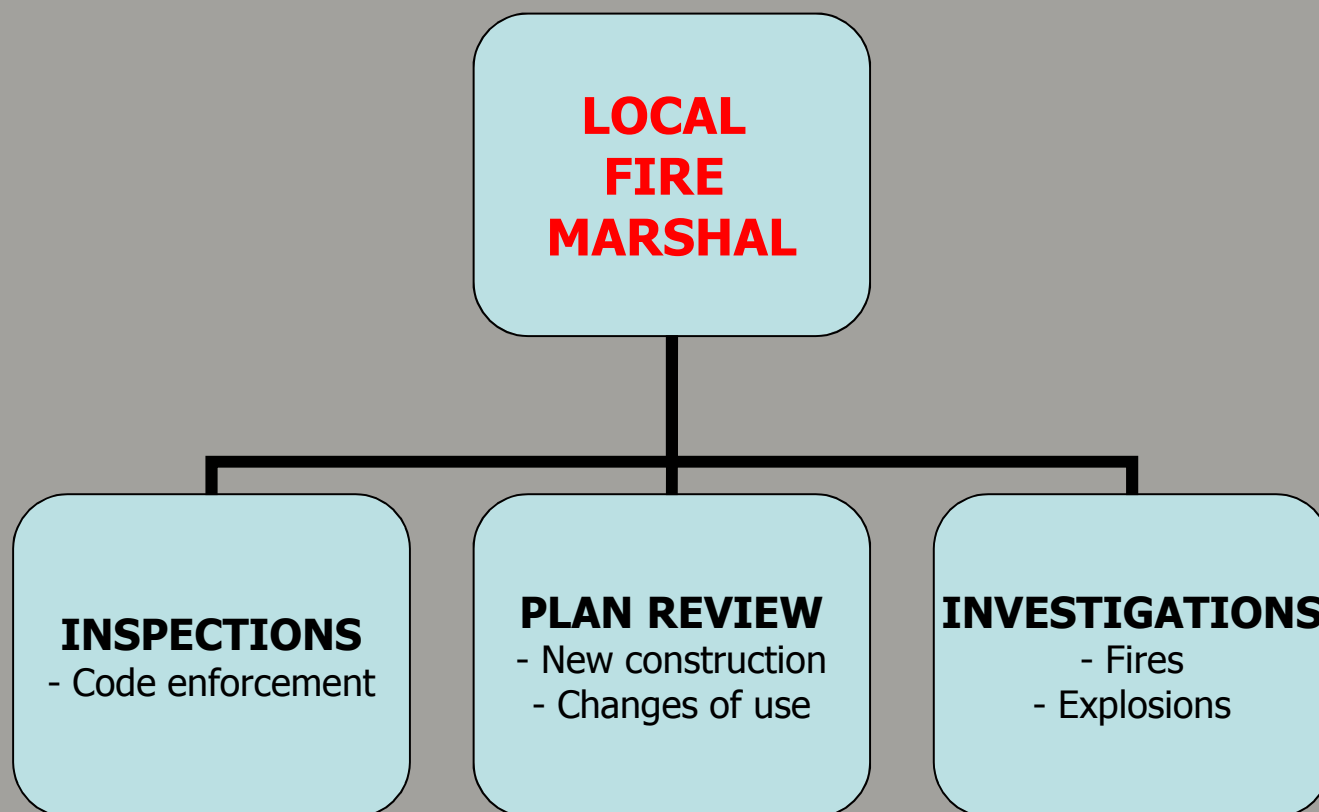 LOCAL
FIRE
MARSHAL
INSPECTIONS
- Code enforcement
PLAN REVIEW
- New construction
- Changes of use
INVESTIGATIONS
- Fires
- Explosions